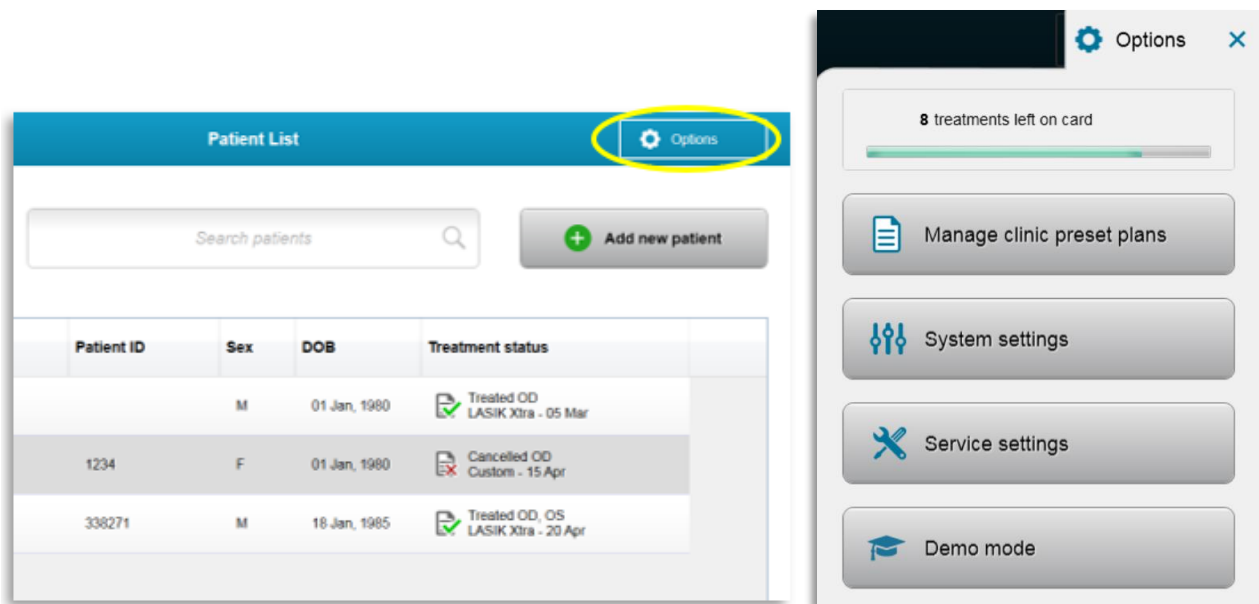 Patient List
Options
Search patients
Add new patient
Patient ID Sex DOB Treatment status
M 01 Jan, 1980 Treated OD
LASIK Xtra - 05 Mar
1234 F 01 Jan, 1980 Cancelled OD
Custom - 15 Apr
338271 M 18 Jan, 1985 Treated OD, OS
LASIK Xtra - 20 Apr
Options
8 treatments left on card
Manage clinic preset plans
System settings
Service settings
Demo mode